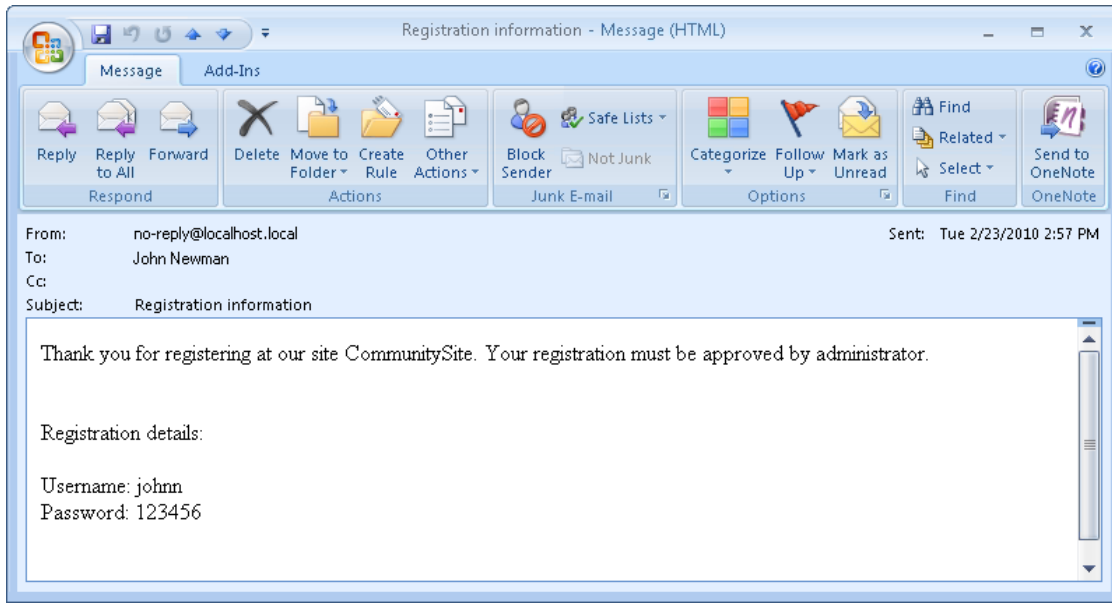 Registration information - Message (HTML)
Message Add-Ins
Reply Reply to All Forward Delete Move to Folder Create Rule Other Actions Block Sender Safe Lists Not Junk Categorize Follow Up Mark as Unread Find Related Select Send to OneNote
Respond Actions Junk E-mail Options Find OneNote
From: no-reply@localhost.local Sent: Tue 2/23/2010 2:57 PM
To: John Newman
Cc:
Subject: Registration information
Thank you for registering at our site CommunitySite. Your registration must be approved by administrator.
Registration details:
Username: johnn
Password: 123456